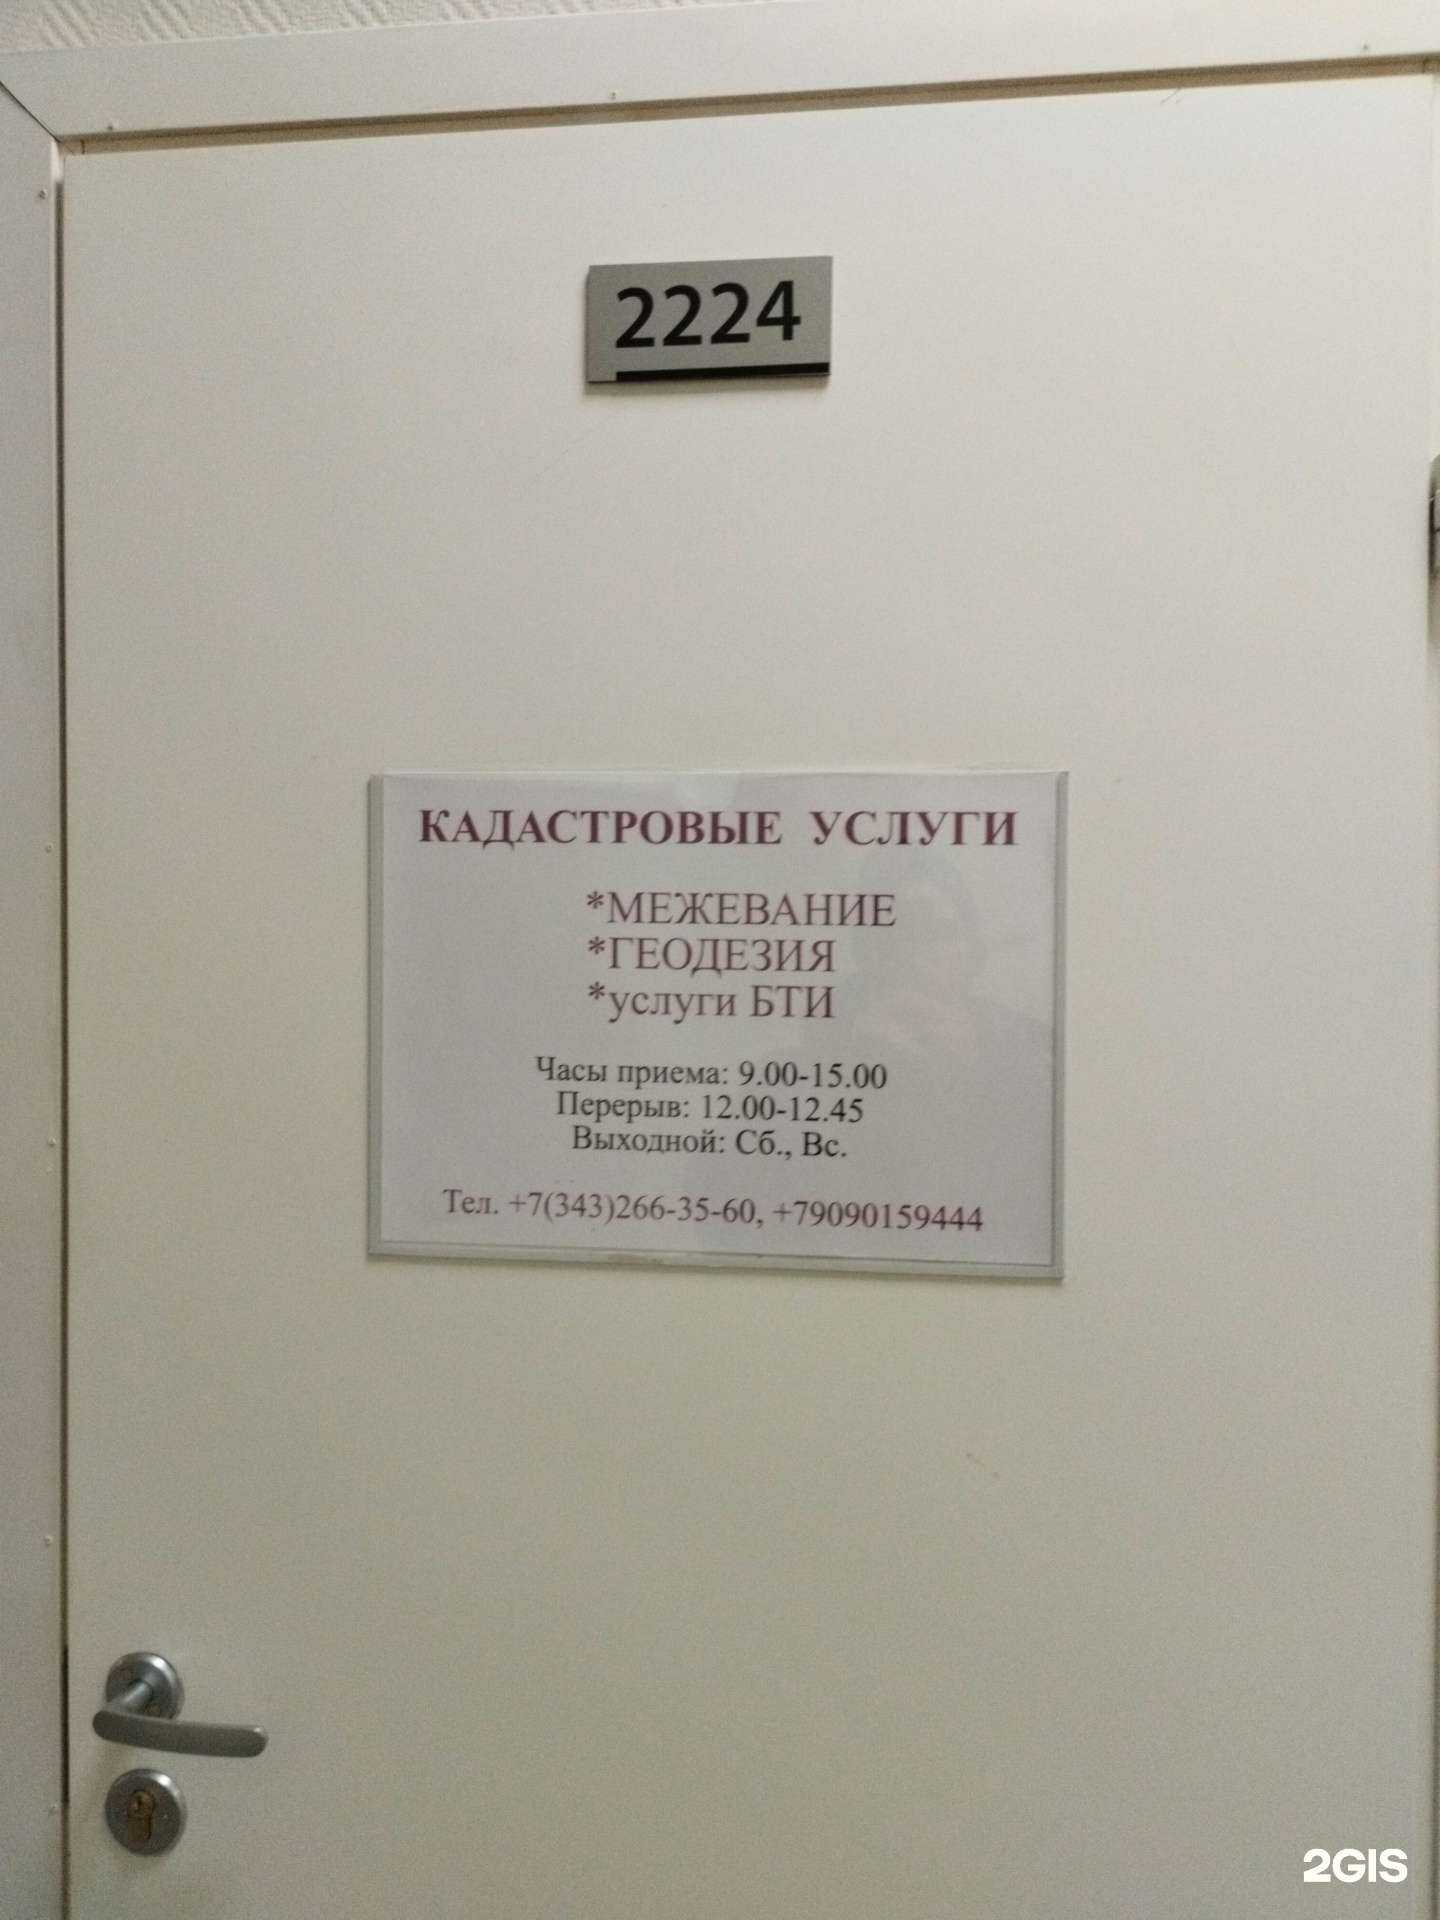 2224
КАДАСТРОВЫЕ УСЛУГИ
*МЕЖЕВАНИЕ
*ГЕОДЕЗИЯ
*услуги БТИ
Часы приема: 9.00-15.00
Перерыв: 12.00-12.45
Выходной: Сб., Вс.
Тел. +7(343)266-35-60, +79090159444
2GIS